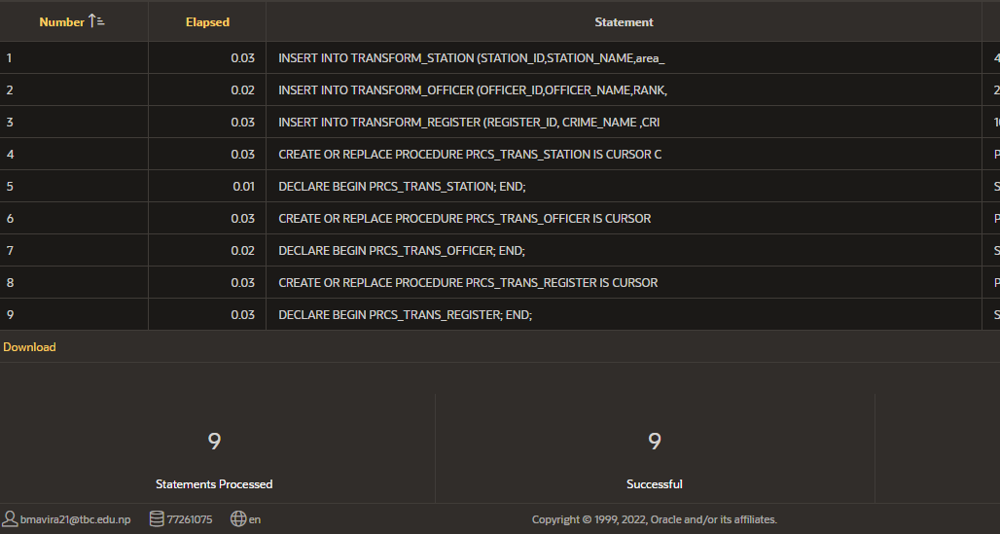 Number Elapsed Statement
1 0.03 INSERT INTO TRANSFORM_STATION (STATION_ID,STATION_NAME,area_ 4
2 0.02 INSERT INTO TRANSFORM_OFFICER (OFFICER_ID,OFFICER_NAME,RANK, 2
3 0.03 INSERT INTO TRANSFORM_REGISTER (REGISTER_ID, CRIME_NAME ,CRI 1
4 0.03 CREATE OR REPLACE PROCEDURE PRCS_TRANS_STATION IS CURSOR C P
5 0.01 DECLARE BEGIN PRCS_TRANS_STATION; END; S
6 0.03 CREATE OR REPLACE PROCEDURE PRCS_TRANS_OFFICER IS CURSOR P
7 0.02 DECLARE BEGIN PRCS_TRANS_OFFICER; END; S
8 0.03 CREATE OR REPLACE PROCEDURE PRCS_TRANS_REGISTER IS CURSOR P
9 0.03 DECLARE BEGIN PRCS_TRANS_REGISTER; END; S
Download
9 9
Statements Processed Successful
bmavira21@tbc.edu.np 77261075 en Copyright © 1999, 2022, Oracle and/or its affiliates.